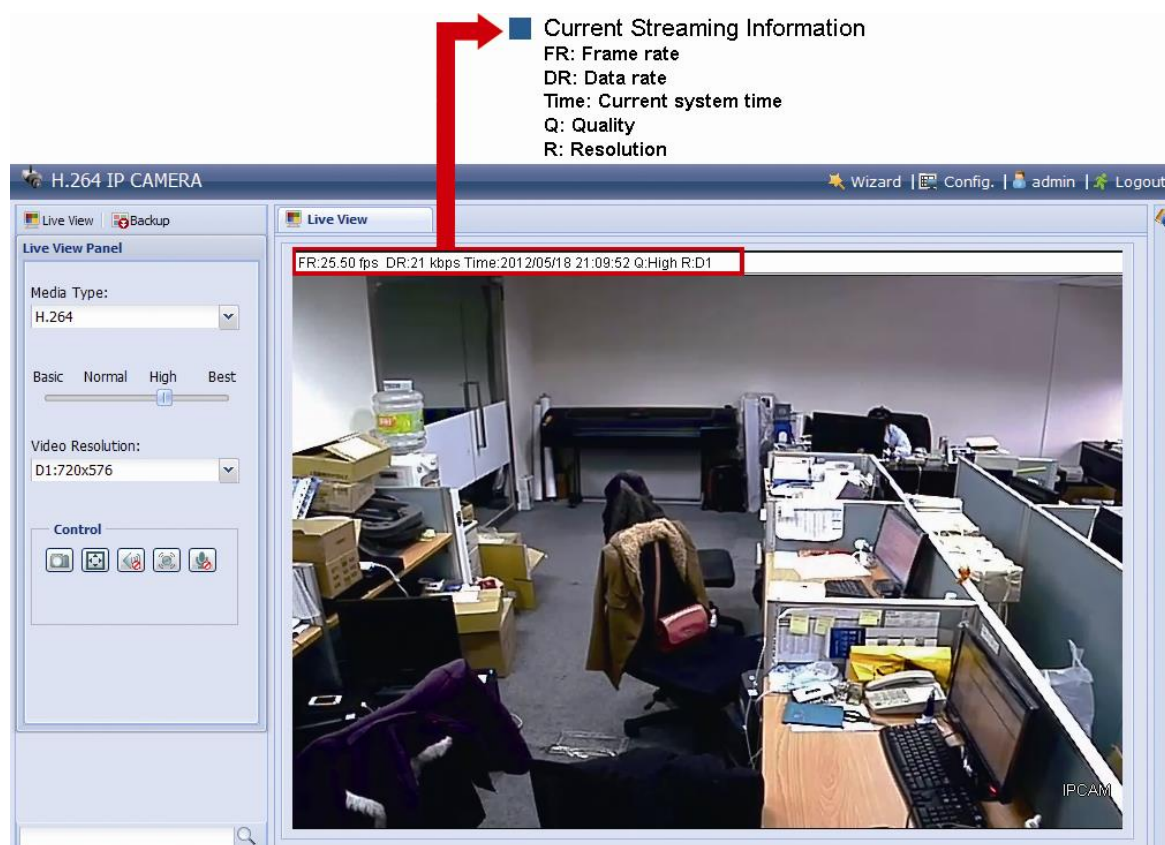 Current Streaming Information
FR: Frame rate
DR: Data rate
Time: Current system time
Q: Quality
R: Resolution
H.264 IP CAMERA
Wizard | Config. | admin | Logout
Live View | Backup
Live View
Live View Panel
FR:25.50 fps DR:21 kbps Time:2012/05/18 21:09:52 Q:High R:D1
Media Type:
H.264
Basic Normal High Best
Video Resolution:
D1:720x576
Control
IPCAM